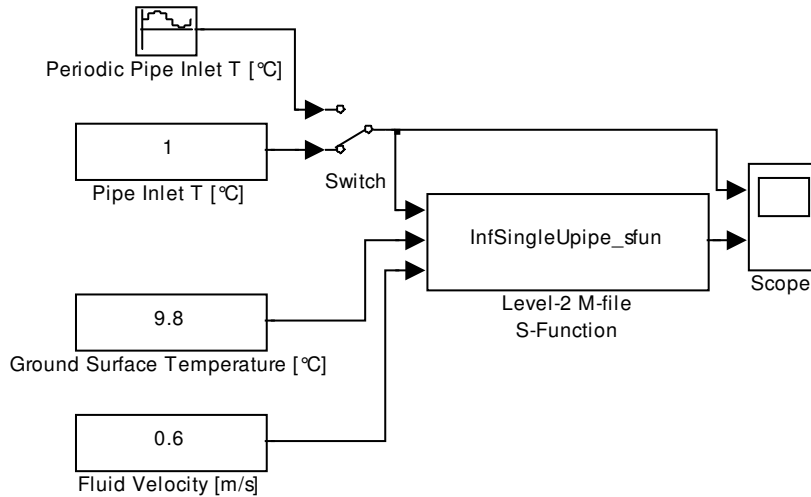 Periodic Pipe Inlet T [°C]
1
Pipe Inlet T [°C]
Switch
InfSingleUpipe_sfun
Level-2 M-file
S-Function
Scope
9.8
Ground Surface Temperature [°C]
0.6
Fluid Velocity [m/s]